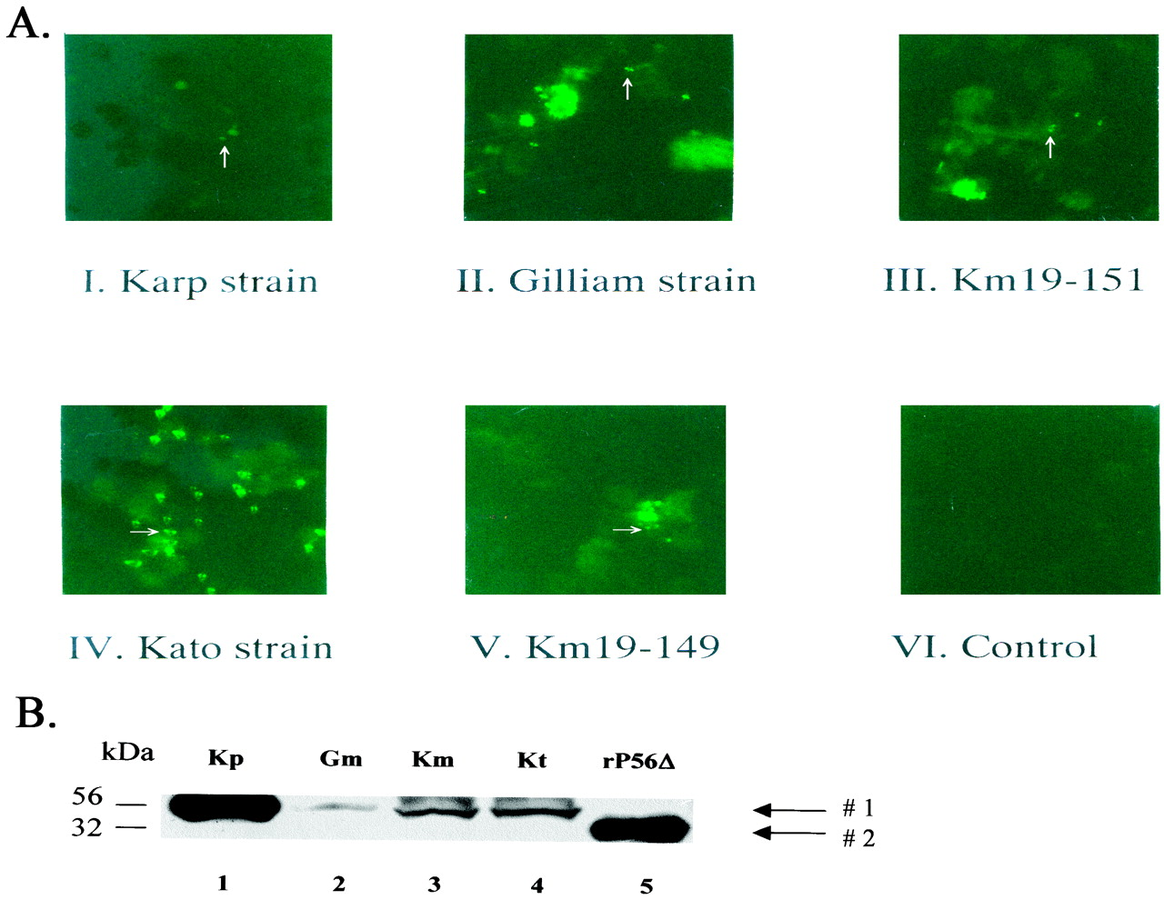 A.
I. Karp strain
II. Gilliam strain
III. Km19-151
IV. Kato strain
V. Km19-149
VI. Control
B.
kDa
Kp
Gm
Km
Kt
rP56Δ
56
32
# 1
# 2
1
2
3
4
5